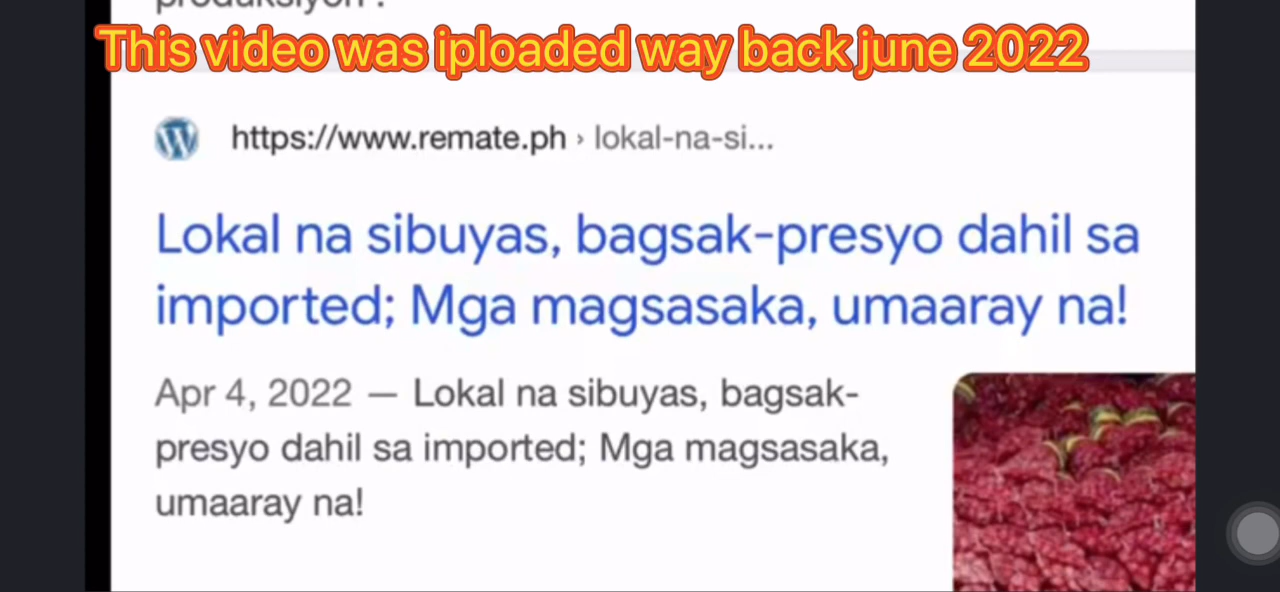 This video was iploaded way back june 2022
https://www.remate.ph › lokal-na-si...
Lokal na sibuyas, bagsak-presyo dahil sa
imported; Mga magsasaka, umaaray na!
Apr 4, 2022 — Lokal na sibuyas, bagsak-
presyo dahil sa imported; Mga magsasaka,
umaaray na!